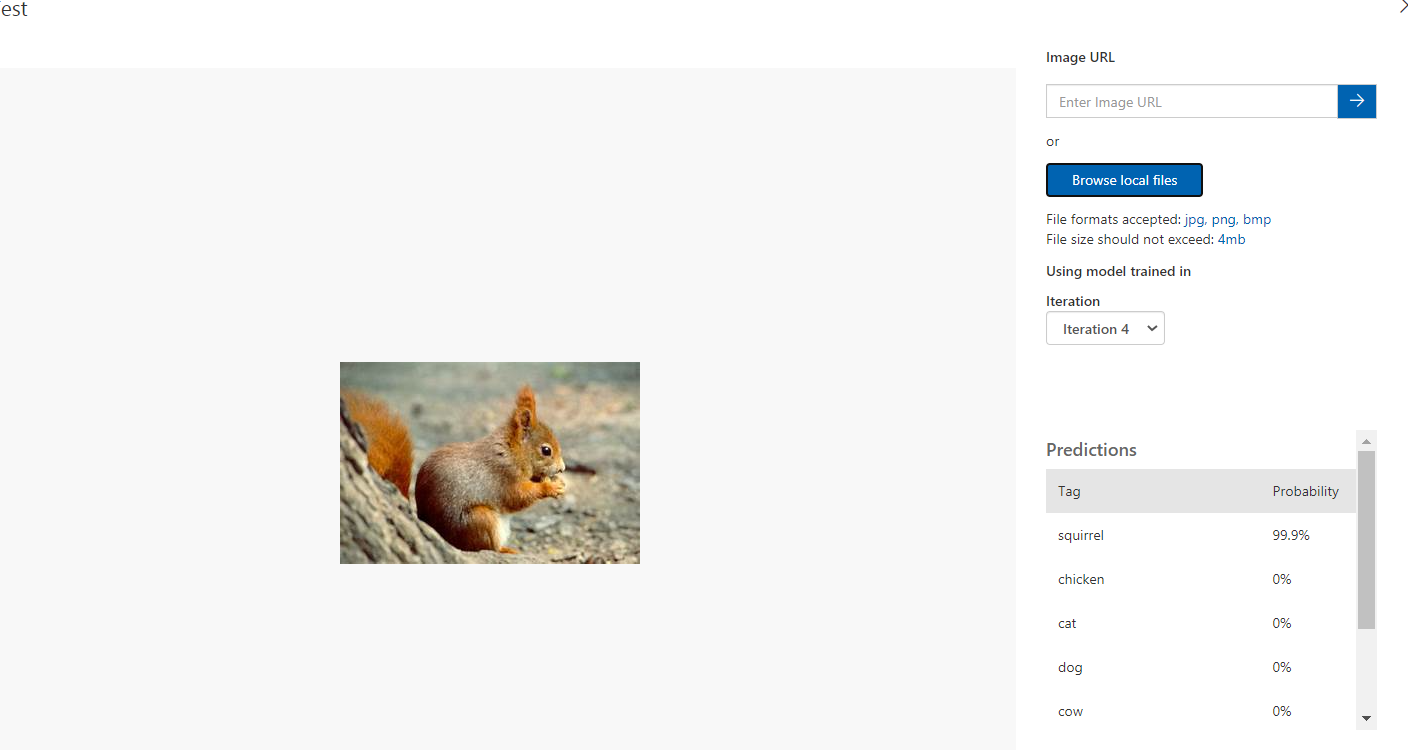 est
Image URL
Enter Image URL
or
Browse local files
File formats accepted: jpg, png, bmp
File size should not exceed: 4mb
Using model trained in
Iteration
Iteration 4
Predictions
Tag Probability
squirrel 99.9%
chicken 0%
cat 0%
dog 0%
cow 0%